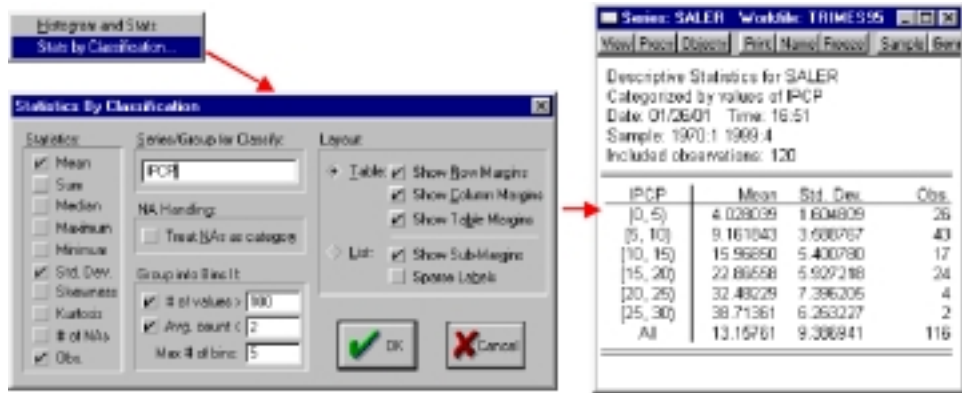 Histogram and Stats
Stats by Classification...
Statistics By Classification
Statistics:
Mean
Sum
Median
Maximum
Minimum
Std. Dev.
Skewness
Kurtosis
# of NAs
Obs.
Series/Group for Classify:
IPCP
NA Handling:
Treat NAs as category
Group into Bins If:
# of values > 100
Avg. count < 2
Max # of bins: 5
Layout:
Table:
Show Row Margins
Show Column Margins
Show Table Margins
List:
Show Sub-Margins
Sparse Labels
OK
Cancel
Series: SALER Workfile: TRIMES95
View Procs Objects Print Name Freeze Sample Genr
Descriptive Statistics for SALER
Categorized by values of IPCP
Date: 01/26/01 Time: 16:51
Sample: 1970:1 1999:4
Included observations: 120
IPCP Mean Std. Dev. Obs.
[0, 5) 4.028039 1.604809 26
[5, 10) 9.161843 3.688767 43
[10, 15) 15.96850 5.400780 17
[15, 20) 22.86558 5.927218 24
[20, 25) 32.48229 7.396205 4
[25, 30) 38.71361 6.263227 2
All 13.15761 9.386941 116